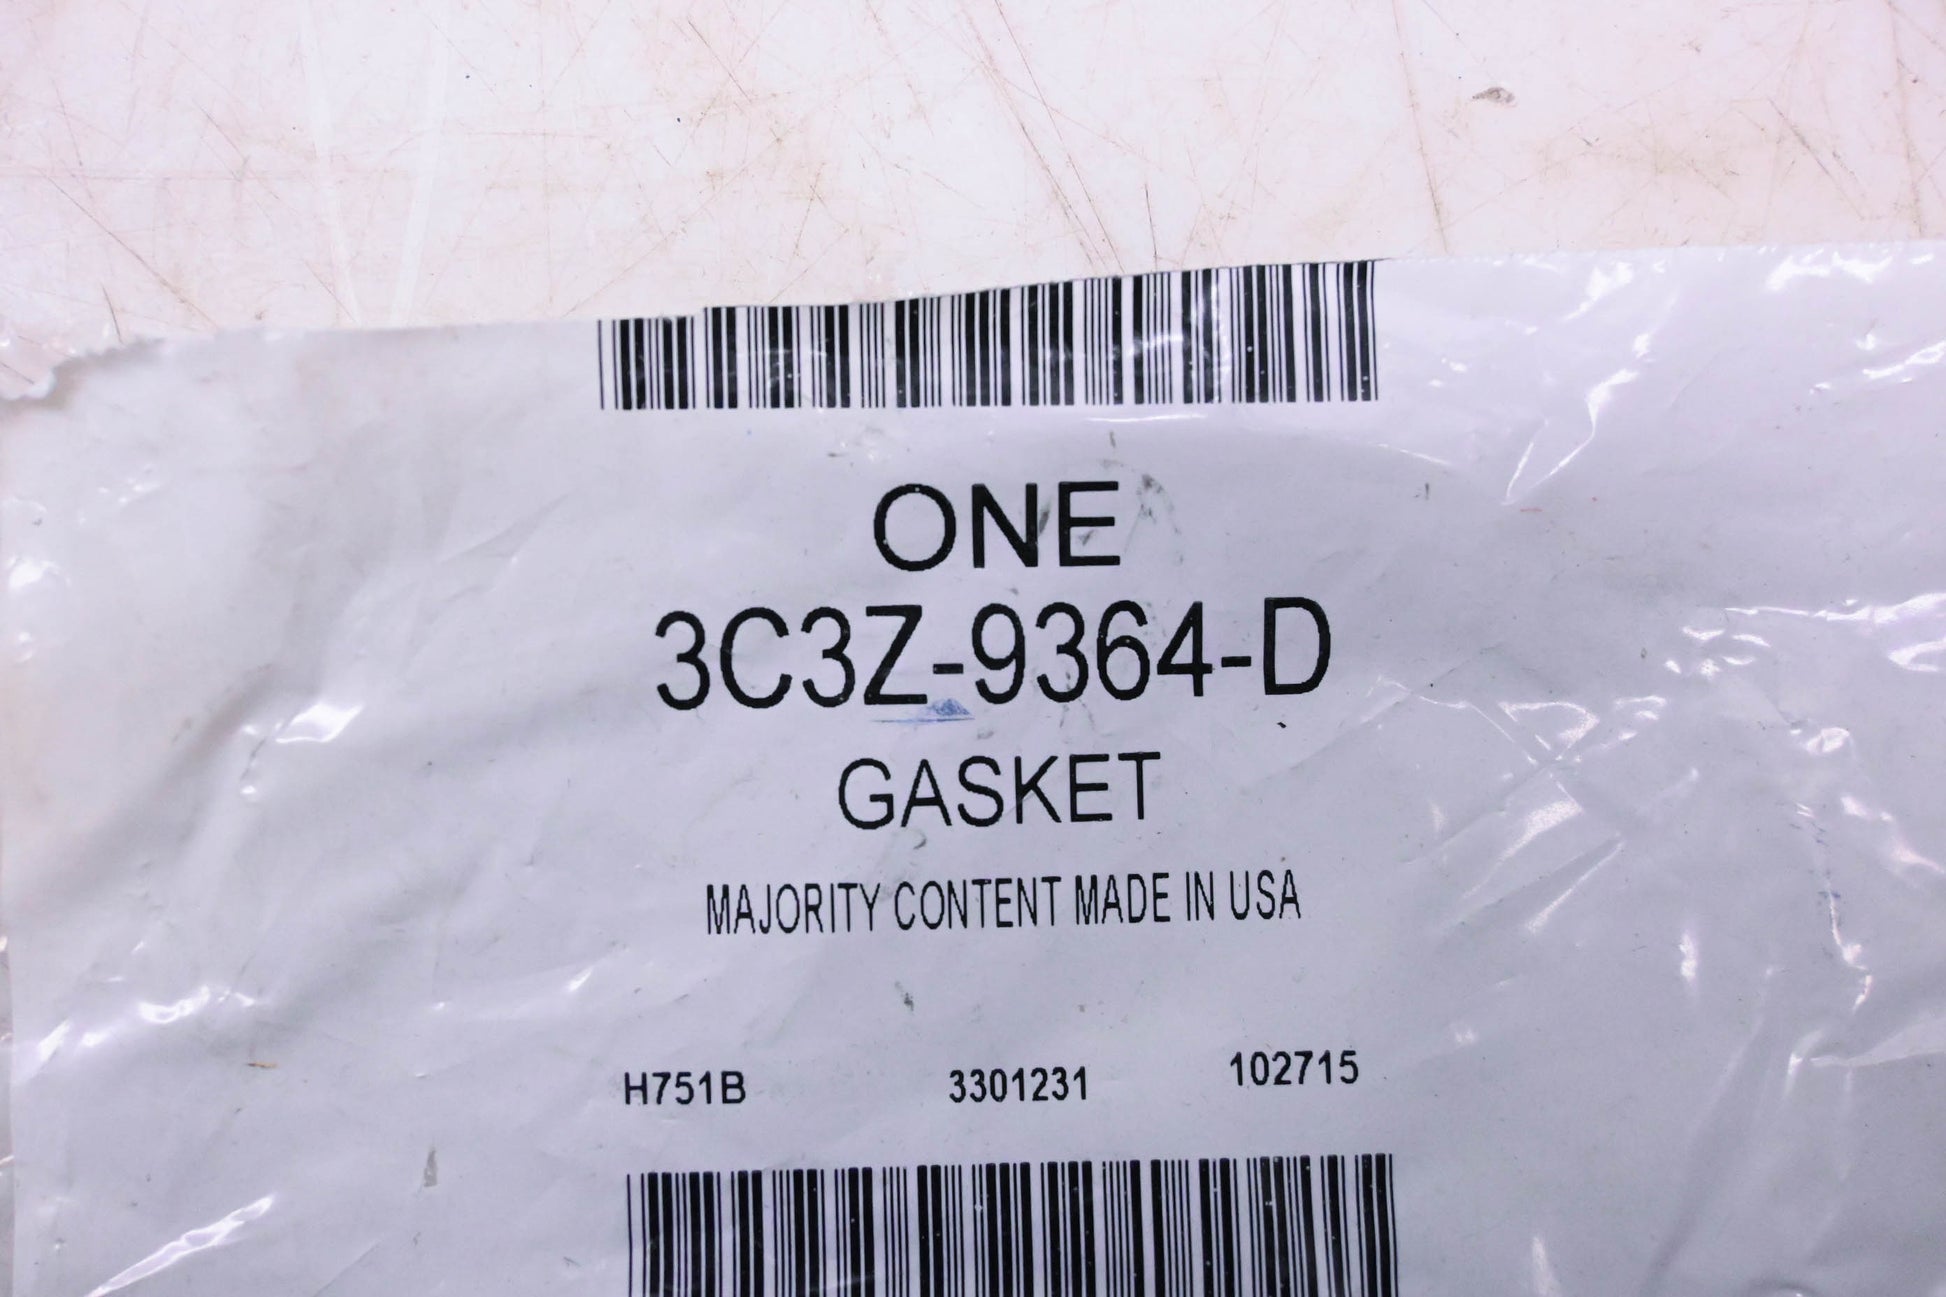 ONE
3C3Z-9364-D
GASKET
MAJORITY CONTENT MADE IN USA
H751B 3301231 102715